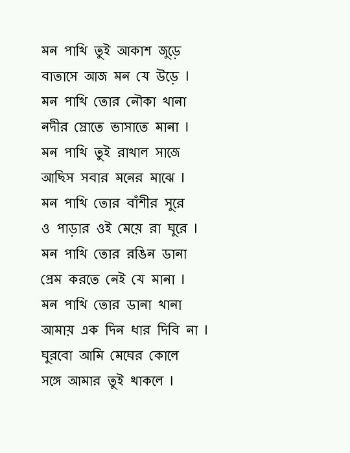 মন পাখি তুই আকাশ জুড়ে
বাতাসে আজ মন যে উড়ে ।
মন পাখি তোর নৌকা থানা
নদীর স্রোতে ভাসাতে মানা ।
মন পাখি তুই রাখাল সাজে
আছিস সবার মনের মাঝে ।
মন পাখি তোর বাঁশীর সুরে
ও পাড়ার ওই মেয়ে রা ঘুরে ।
মন পাখি তোর রঙিন ডানা
প্রেম করতে নেই যে মানা ।
মন পাখি তোর ডানা থানা
আমায় এক দিন ধার দিবি না ।
ঘুরবো আমি মেঘের কোলে
সঙ্গে আমার তুই থাকলে ।